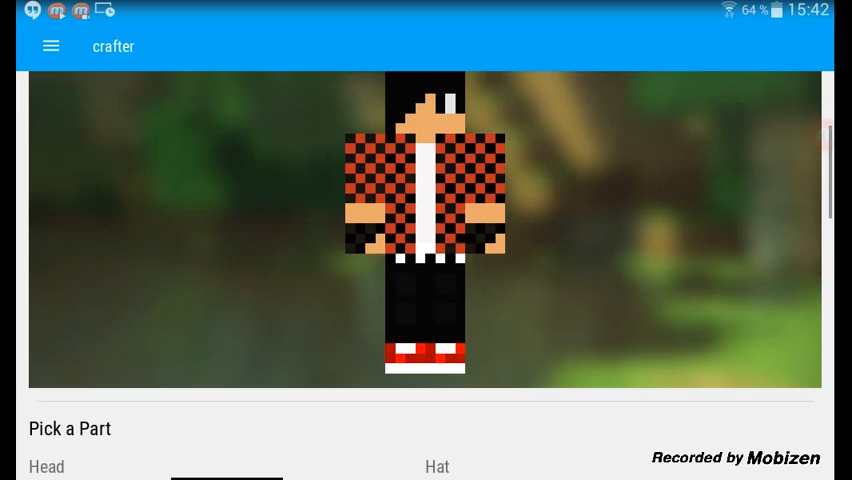 64 % 15:42
crafter
Pick a Part
Head Hat
Recorded by Mobizen